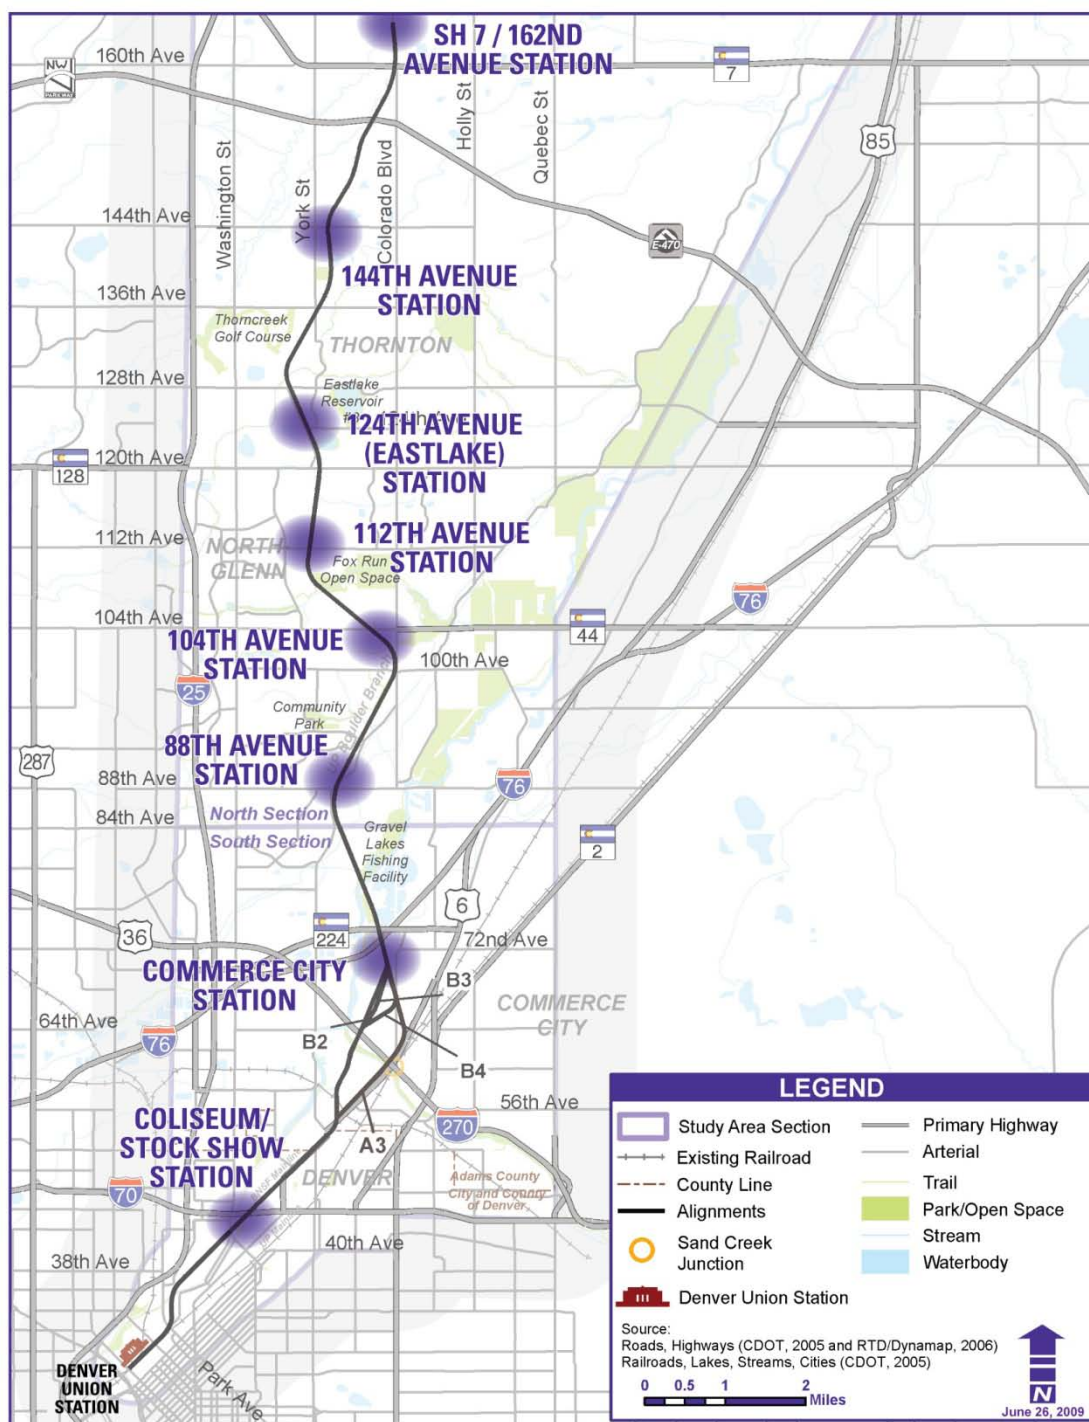 SH 7 / 162ND
AVENUE STATION
160th Ave
NW
PARKWAY
7
Holly St
Quebec St
85
Washington St
York St
Colorado Blvd
144th Ave
E-470
144TH AVENUE
STATION
136th Ave
Thorncreek
Golf Course
THORNTON
128th Ave
Eastlake
Reservoir
124TH AVENUE
(EASTLAKE)
STATION
120th Ave
128
112th Ave
NORTH
GLENN
112TH AVENUE
STATION
Fox Run
Open Space
76
104th Ave
44
104TH AVENUE
STATION
100th Ave
25
Boulder Branch
Community
Park
287
88TH AVENUE
STATION
88th Ave
76
84th Ave
North Section
South Section
Gravel
Lakes
Fishing
Facility
2
6
36
224
72nd Ave
COMMERCE CITY
STATION
B3
COMMERCE
CITY
64th Ave
76
B2
B4
56th Ave
COLISEUM/
STOCK SHOW
STATION
A3
270
BNSF Mainline
DENVER
Adams County
City and County
of Denver
70
40th Ave
38th Ave
DENVER
UNION
STATION
Park Ave
LEGEND
Study Area Section
Existing Railroad
County Line
Alignments
Sand Creek
Junction
Denver Union Station
Primary Highway
Arterial
Trail
Park/Open Space
Stream
Waterbody
Source:
Roads, Highways (CDOT, 2005 and RTD/Dynamap, 2006)
Railroads, Lakes, Streams, Cities (CDOT, 2005)
0 0.5 1 2
Miles
N
June 26, 2009